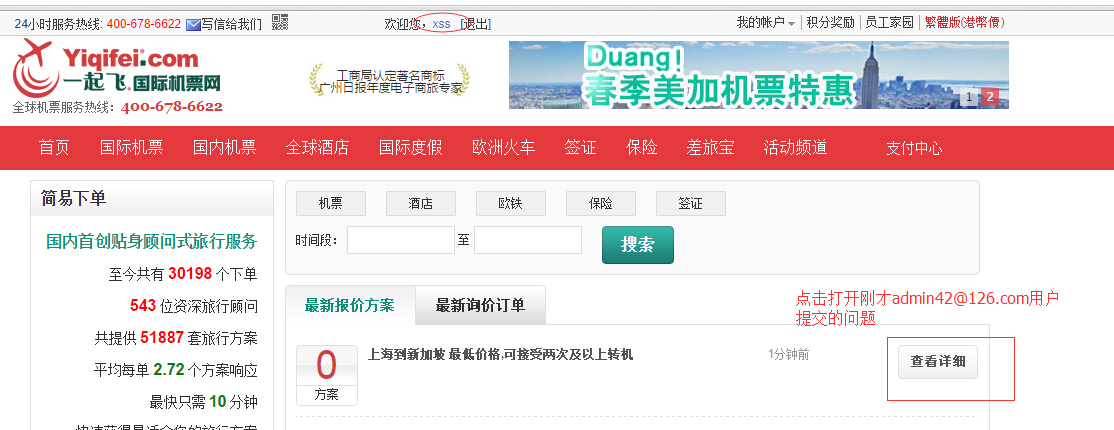 24小时服务热线: 400-678-6622 写信给我们 欢迎您，xss [退出] 我的帐户 积分奖励 员工家园 繁體版(港幣價)
Yiqifei.com
一起飞.国际机票网
全球机票服务热线：400-678-6622
工商局认定著名商标
广州日报年度电子商旅专家
Duang!
春季美加机票特惠
1 2
首页 国际机票 国内机票 全球酒店 国际度假 欧洲火车 签证 保险 差旅宝 活动频道 支付中心
简易下单
国内首创贴身顾问式旅行服务
至今共有 30198 个下单
543 位资深旅行顾问
共提供 51887 套旅行方案
平均每单 2.72 个方案响应
最快只需 10 分钟
快速获得最适合您的旅行方案
机票 酒店 欧铁 保险 签证
时间段： 至 搜索
最新报价方案 最新询价订单
点击打开刚才admin42@126.com用户
提交的问题
0
方案
上海到新加坡 最低价格,可接受两次及以上转机 1分钟前 查看详细